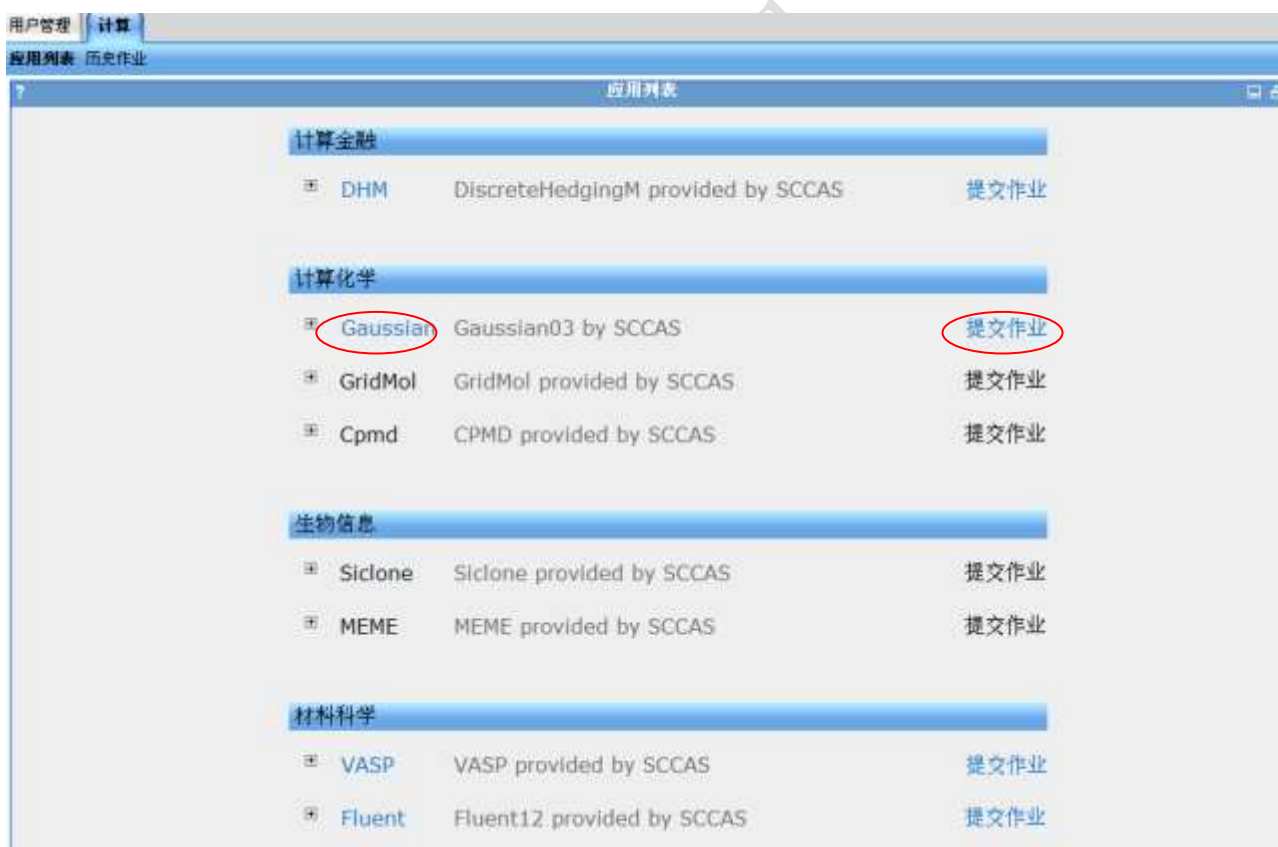 用户管理 计算
应用列表 历史作业
? 应用列表
计算金融
DHM DiscreteHedgingM provided by SCCAS 提交作业
计算化学
Gaussian Gaussian03 by SCCAS 提交作业
GridMol GridMol provided by SCCAS 提交作业
Cpmd CPMD provided by SCCAS 提交作业
生物信息
Siclone Siclone provided by SCCAS 提交作业
MEME MEME provided by SCCAS 提交作业
材料科学
VASP VASP provided by SCCAS 提交作业
Fluent Fluent12 provided by SCCAS 提交作业